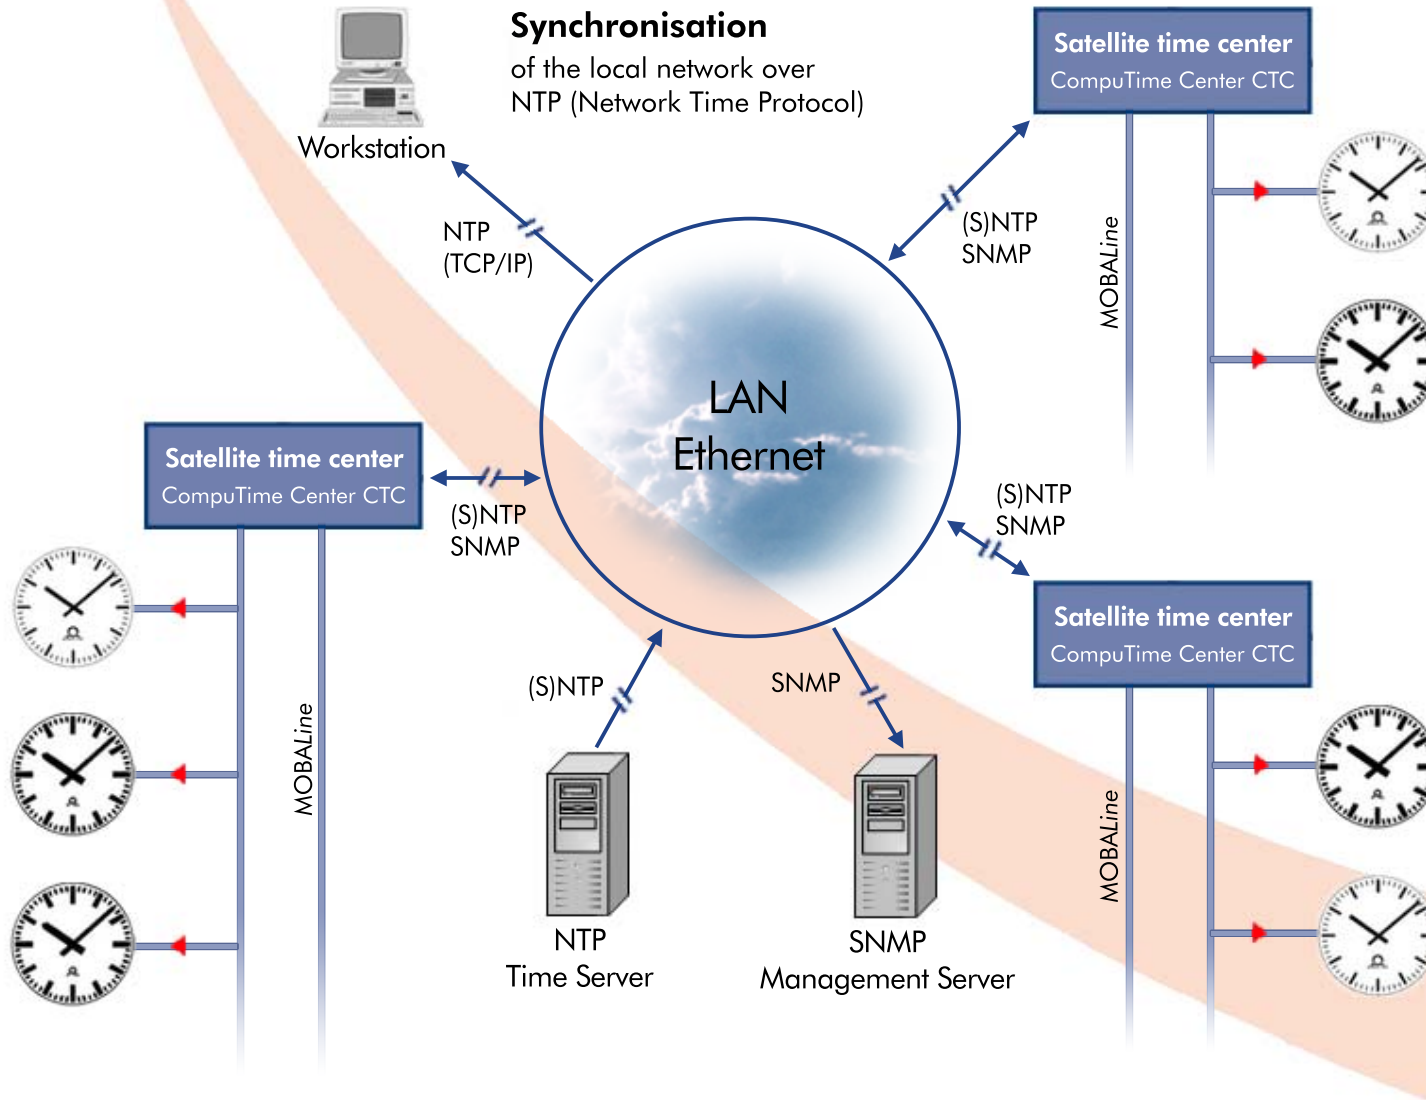 Synchronisation
of the local network over
NTP (Network Time Protocol)
Workstation
NTP
(TCP/IP)
Satellite time center
CompuTime Center CTC
(S)NTP
SNMP
MOBALine
LAN
Ethernet
Satellite time center
CompuTime Center CTC
(S)NTP
SNMP
MOBALine
(S)NTP
SNMP
Satellite time center
CompuTime Center CTC
MOBALine
(S)NTP
SNMP
NTP
Time Server
SNMP
Management Server